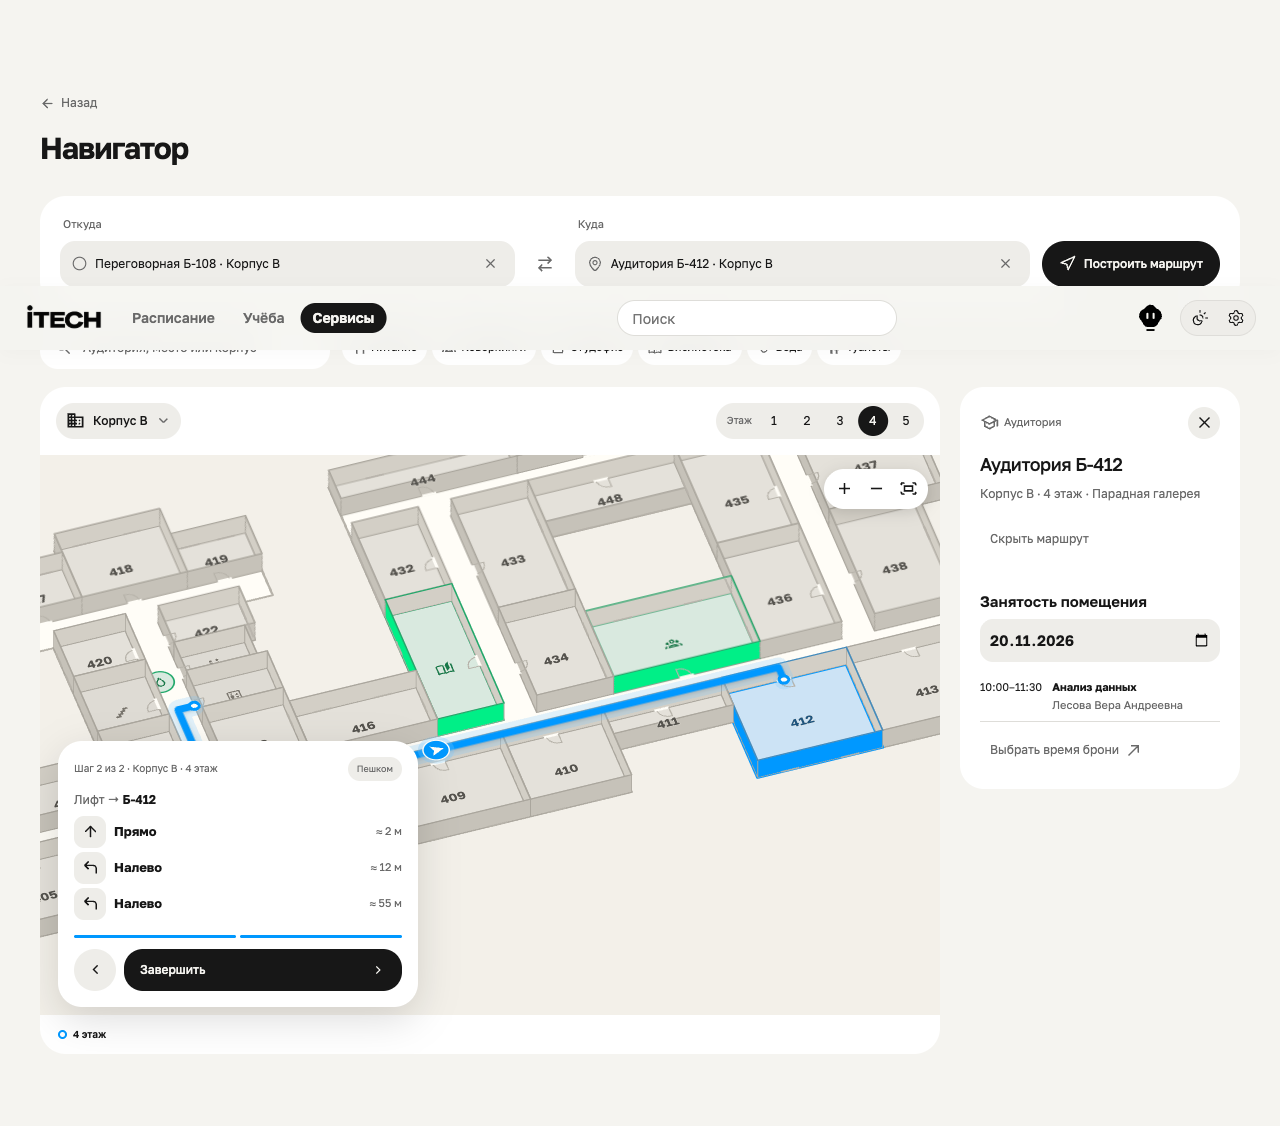 Назад
Навигатор
Откуда
Куда
Переговорная Б-108 · Корпус В
Аудитория Б-412 · Корпус В
Построить маршрут
iTECH
Расписание
Учёба
Сервисы
Поиск
Корпус В
Этаж 1 2 3 4 5
444
448
437
435
418
419
432
433
438
436
420
422
434
416
411
412
413
410
409
Шаг 2 из 2 · Корпус В · 4 этаж
Пешком
Лифт → Б-412
Прямо
≈ 2 м
Налево
≈ 12 м
Налево
≈ 55 м
Завершить
4 этаж
Аудитория
Аудитория Б-412
Корпус В · 4 этаж · Парадная галерея
Скрыть маршрут
Занятость помещения
20.11.2026
10:00–11:30 Анализ данных
Лесова Вера Андреевна
Выбрать время брони